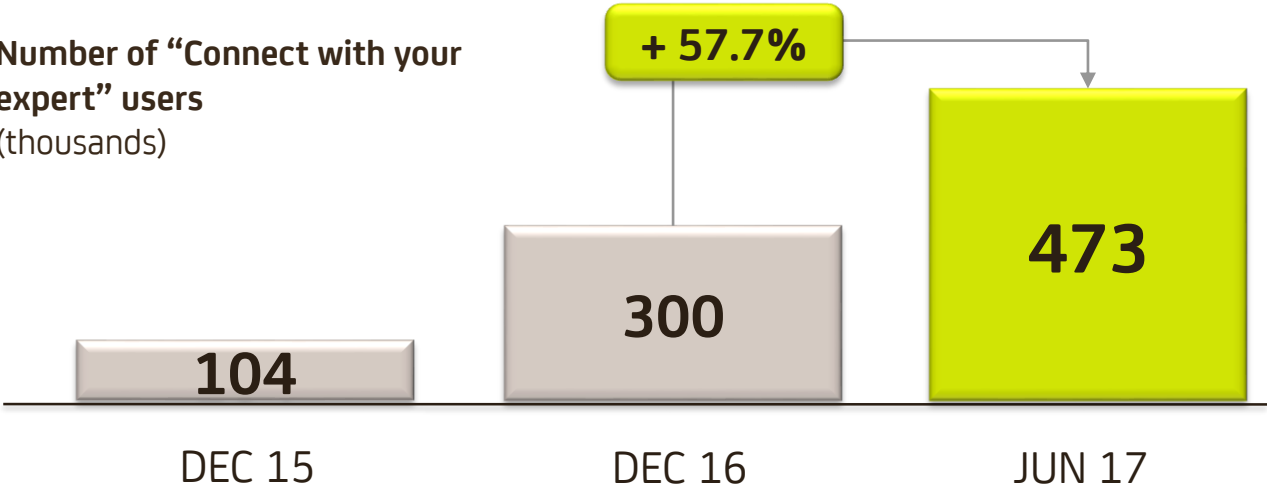 Number of “Connect with your
expert” users
(thousands)
+ 57.7%
104
300
473
DEC 15
DEC 16
JUN 17